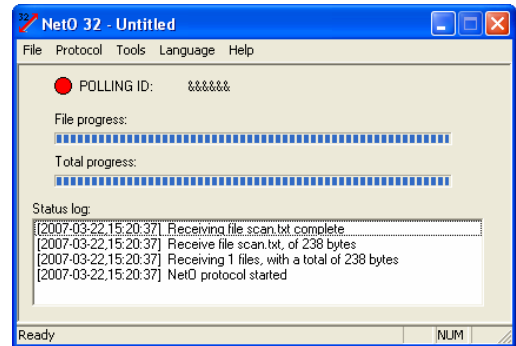 32 NetO 32 - Untitled
File Protocol Tools Language Help
POLLING ID: &&&&&&
File progress:
Total progress:
Status log:
[2007-03-22,15:20:37] Receiving file scan.txt complete
[2007-03-22,15:20:37] Receive file scan.txt, of 238 bytes
[2007-03-22,15:20:37] Receiving 1 files, with a total of 238 bytes
[2007-03-22,15:20:37] NetO protocol started
Ready NUM